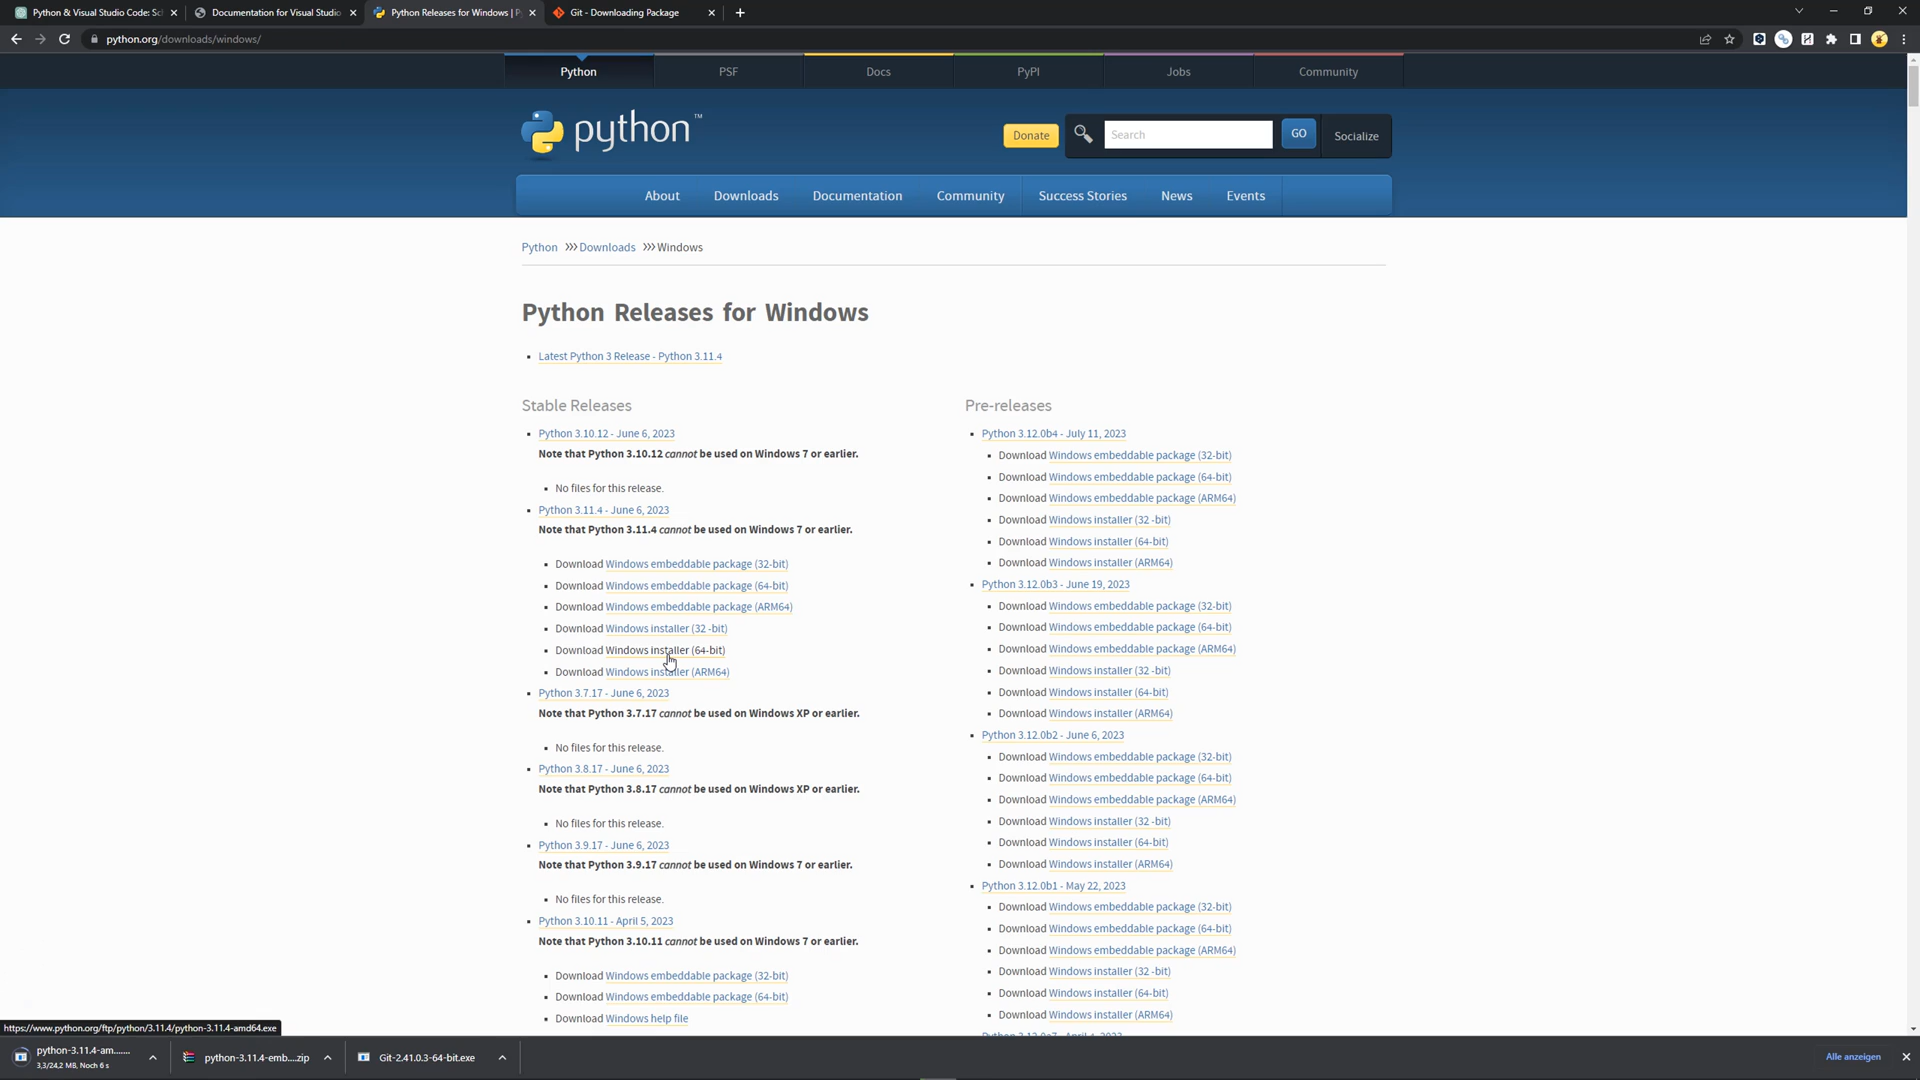 Python & Visual Studio Code: Sc
Documentation for Visual Studio
Python Releases for Windows | P
Git - Downloading Package
python.org/downloads/windows/
Python
PSF
Docs
PyPI
Jobs
Community
python™
Donate
Search
GO
Socialize
About
Downloads
Documentation
Community
Success Stories
News
Events
Python >>> Downloads >>> Windows
Python Releases for Windows
Latest Python 3 Release - Python 3.11.4
Stable Releases
Python 3.10.12 - June 6, 2023
Note that Python 3.10.12 cannot be used on Windows 7 or earlier.
No files for this release.
Python 3.11.4 - June 6, 2023
Note that Python 3.11.4 cannot be used on Windows 7 or earlier.
Download Windows embeddable package (32-bit)
Download Windows embeddable package (64-bit)
Download Windows embeddable package (ARM64)
Download Windows installer (32 -bit)
Download Windows installer (64-bit)
Download Windows installer (ARM64)
Python 3.7.17 - June 6, 2023
Note that Python 3.7.17 cannot be used on Windows XP or earlier.
No files for this release.
Python 3.8.17 - June 6, 2023
Note that Python 3.8.17 cannot be used on Windows XP or earlier.
No files for this release.
Python 3.9.17 - June 6, 2023
Note that Python 3.9.17 cannot be used on Windows 7 or earlier.
No files for this release.
Python 3.10.11 - April 5, 2023
Note that Python 3.10.11 cannot be used on Windows 7 or earlier.
Download Windows embeddable package (32-bit)
Download Windows embeddable package (64-bit)
Download Windows help file
Pre-releases
Python 3.12.0b4 - July 11, 2023
Download Windows embeddable package (32-bit)
Download Windows embeddable package (64-bit)
Download Windows embeddable package (ARM64)
Download Windows installer (32 -bit)
Download Windows installer (64-bit)
Download Windows installer (ARM64)
Python 3.12.0b3 - June 19, 2023
Download Windows embeddable package (32-bit)
Download Windows embeddable package (64-bit)
Download Windows embeddable package (ARM64)
Download Windows installer (32 -bit)
Download Windows installer (64-bit)
Download Windows installer (ARM64)
Python 3.12.0b2 - June 6, 2023
Download Windows embeddable package (32-bit)
Download Windows embeddable package (64-bit)
Download Windows embeddable package (ARM64)
Download Windows installer (32 -bit)
Download Windows installer (64-bit)
Download Windows installer (ARM64)
Python 3.12.0b1 - May 22, 2023
Download Windows embeddable package (32-bit)
Download Windows embeddable package (64-bit)
Download Windows embeddable package (ARM64)
Download Windows installer (32 -bit)
Download Windows installer (64-bit)
Download Windows installer (ARM64)
https://www.python.org/ftp/python/3.11.4/python-3.11.4-amd64.exe
python-3.11.4-am.......
3,3/24,2 MB, Noch 6 s
python-3.11.4-emb....zip
Git-2.41.0.3-64-bit.exe
Alle anzeigen